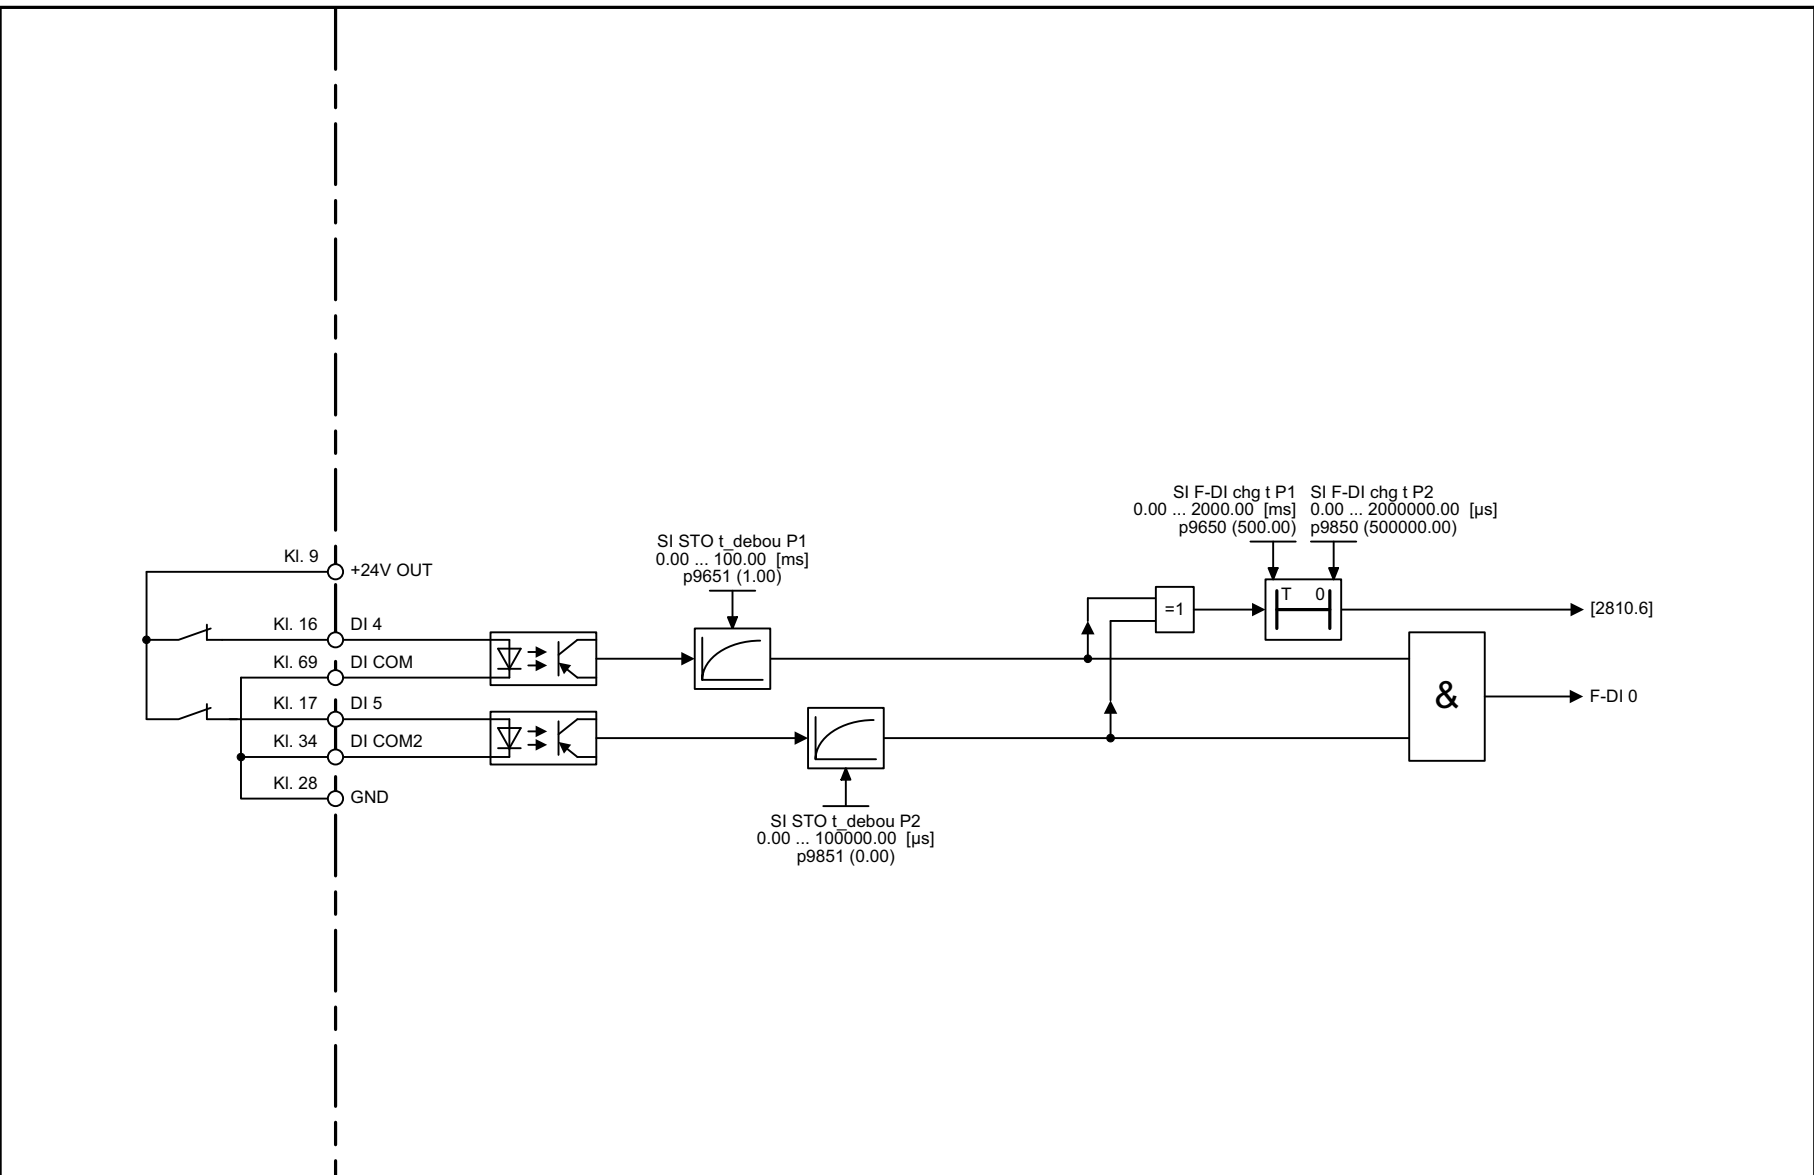 SI F-DI chg t P1 SI F-DI chg t P2
0.00 ... 2000.00 [ms] 0.00 ... 2000000.00 [µs]
p9650 (500.00) p9850 (500000.00)
SI STO t_debou P1
0.00 ... 100.00 [ms]
p9651 (1.00)
Kl. 9 +24V OUT
T 0
=1
[2810.6]
Kl. 16 DI 4
Kl. 69 DI COM
Kl. 17 DI 5
& F-DI 0
Kl. 34 DI COM2
Kl. 28 GND
SI STO t_debou P2
0.00 ... 100000.00 [µs]
p9851 (0.00)